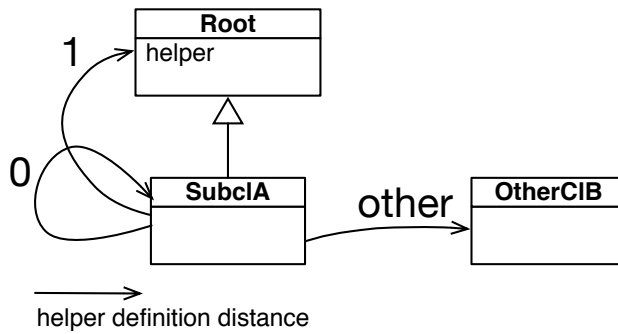 Root
1
helper
0
SubclA
other
OtherClB
helper definition distance